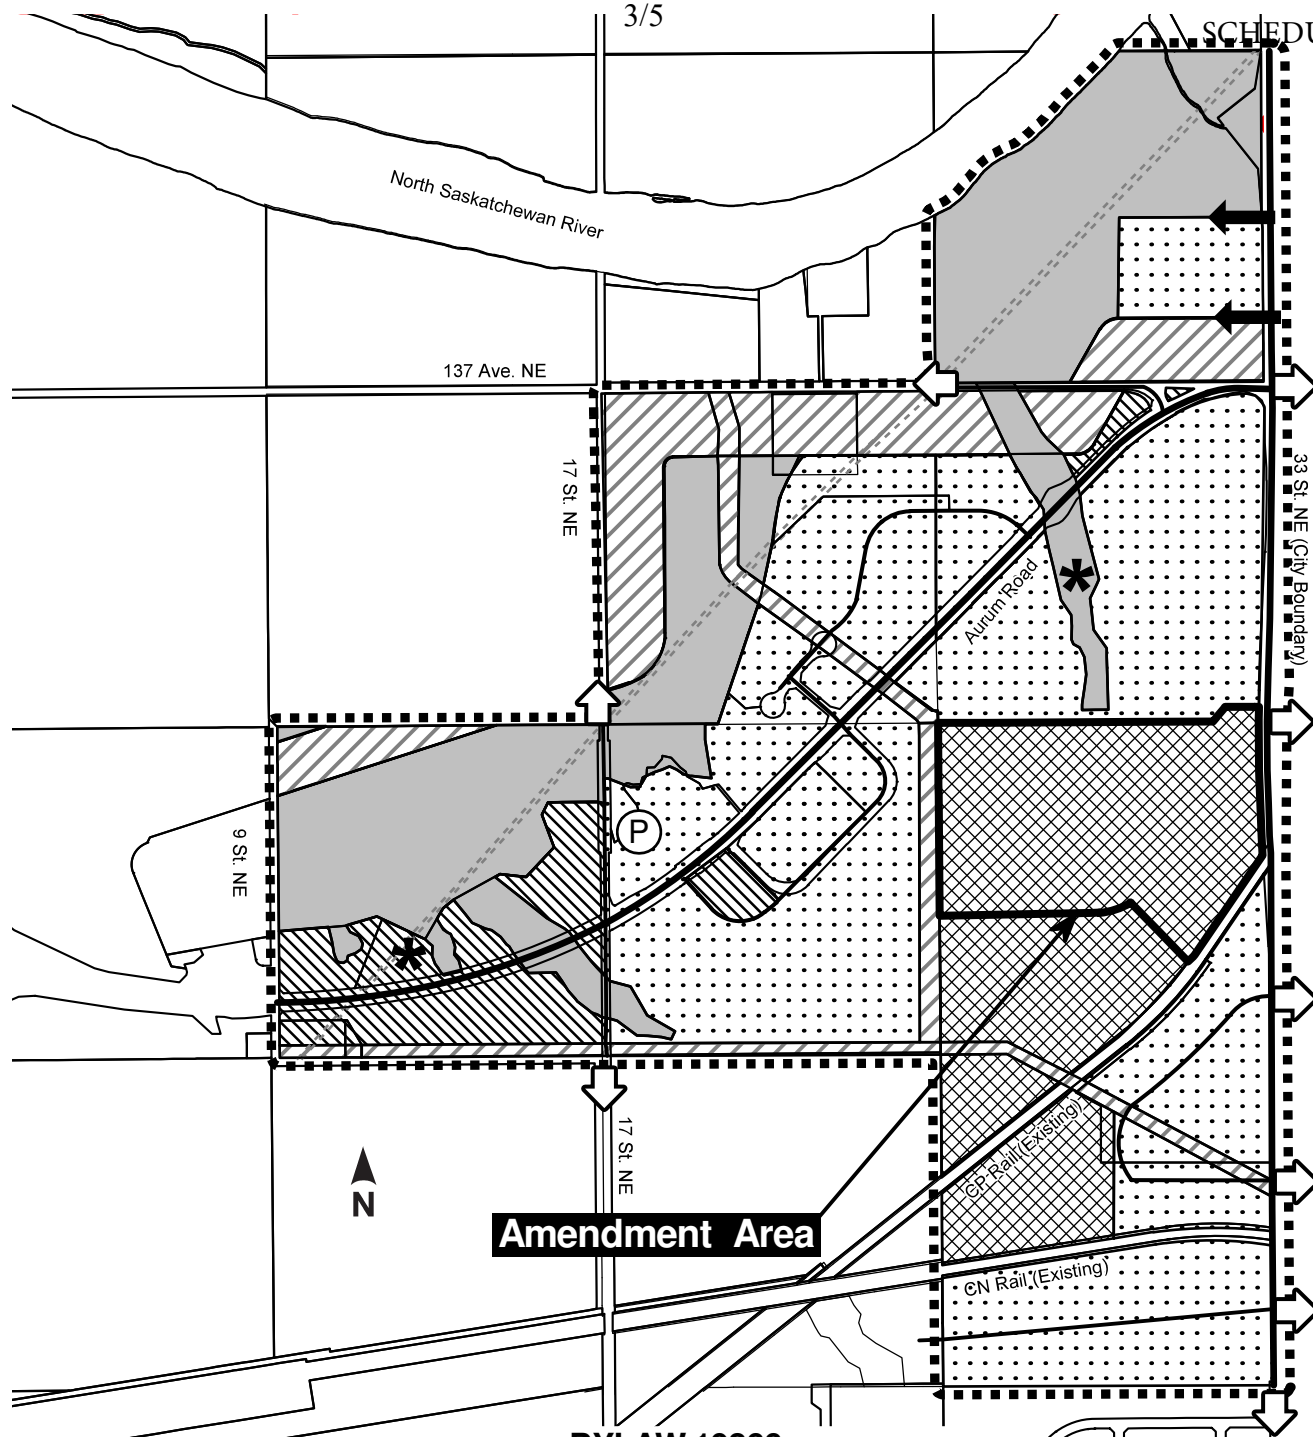 3/5
SCHEDU
North Saskatchewan River
137 Ave. NE
17 St. NE
33 St. NE (City Boundary)
Aurum Road
*
P
9 St. NE
*
17 St. NE
CP Rail (Existing)
N
Amendment Area
CN Rail (Existing)